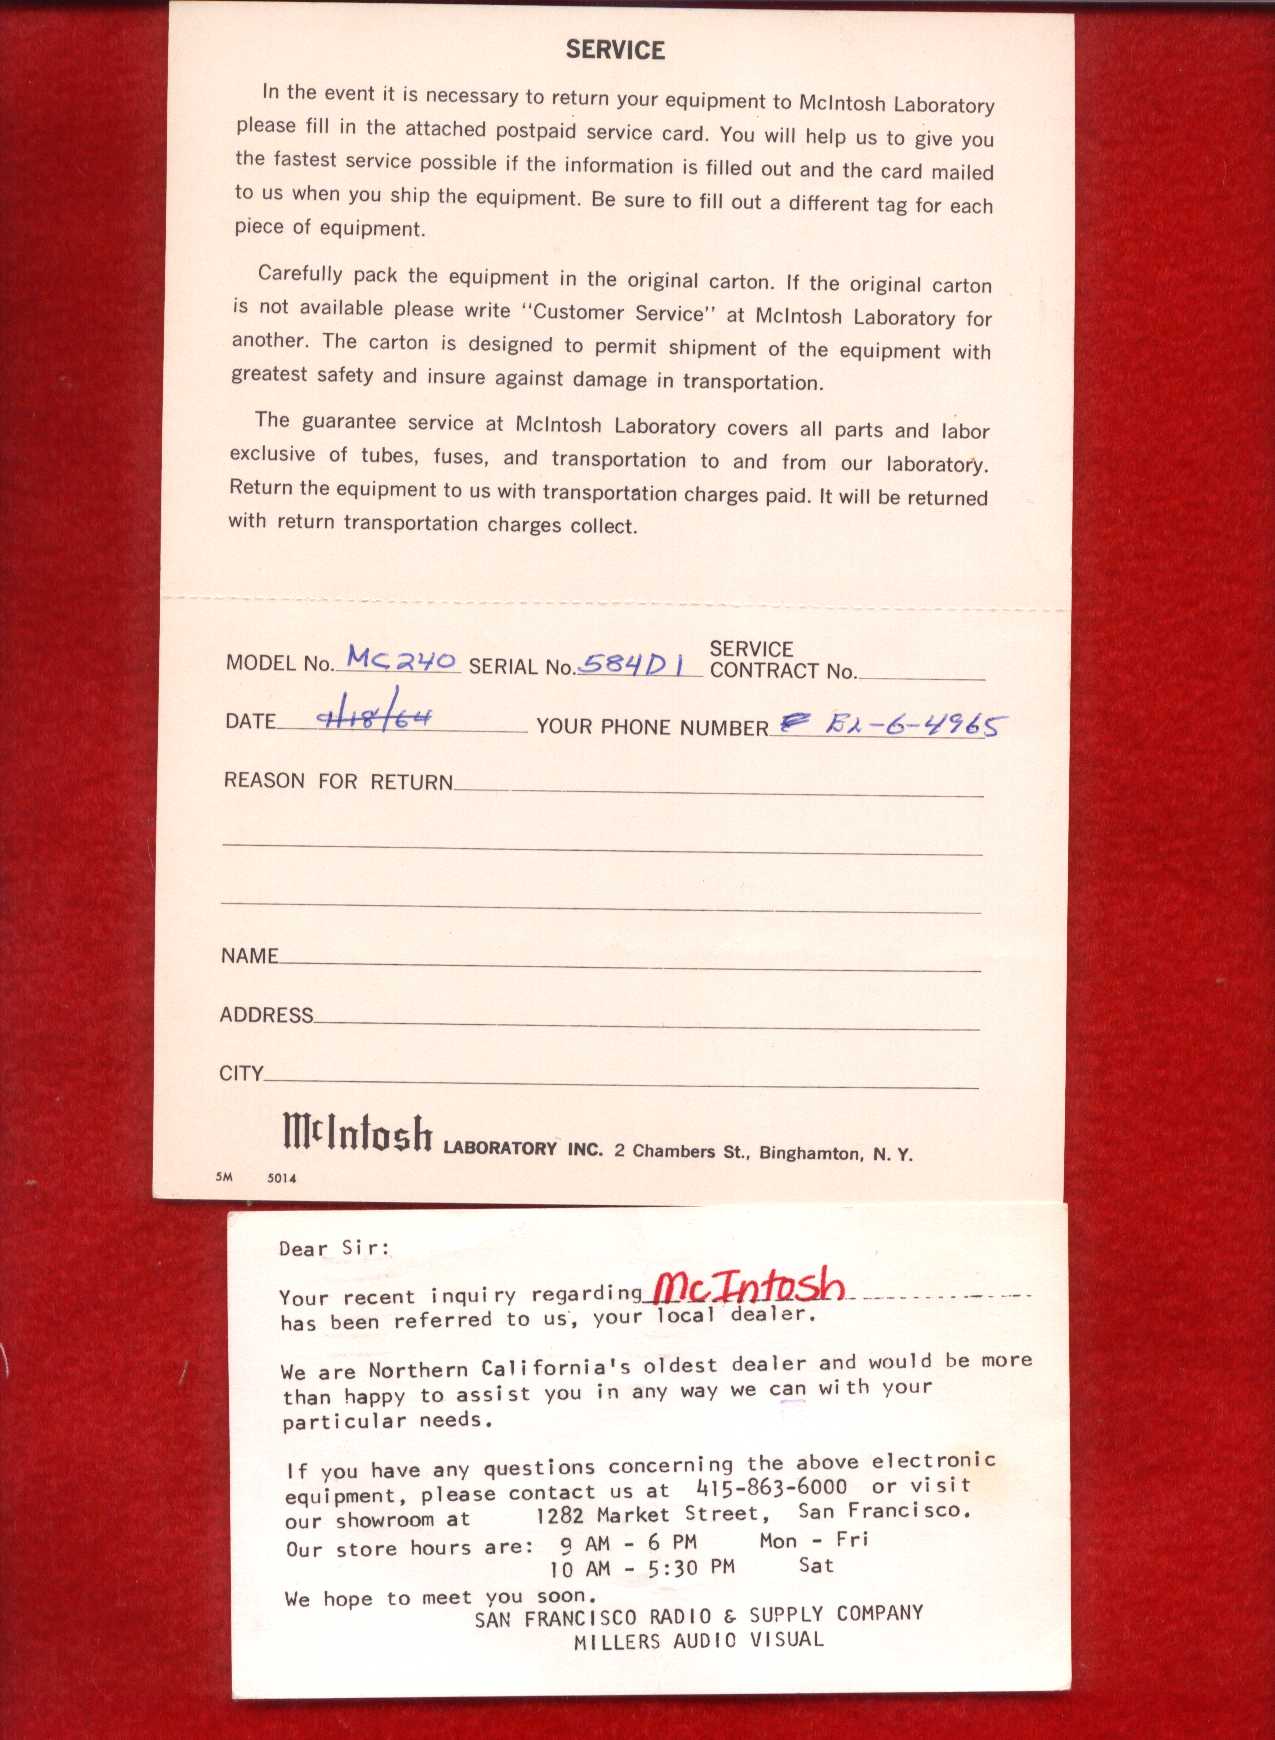 SERVICE
In the event it is necessary to return your equipment to McIntosh Laboratory
please fill in the attached postpaid service card. You will help us to give you
the fastest service possible if the information is filled out and the card mailed
to us when you ship the equipment. Be sure to fill out a different tag for each
piece of equipment.
Carefully pack the equipment in the original carton. If the original carton
is not available please write "Customer Service" at McIntosh Laboratory for
another. The carton is designed to permit shipment of the equipment with
greatest safety and insure against damage in transportation.
The guarantee service at McIntosh Laboratory covers all parts and labor
exclusive of tubes, fuses, and transportation to and from our laboratory.
Return the equipment to us with transportation charges paid. It will be returned
with return transportation charges collect.
MODEL No. MC240 SERIAL No. 584D1 SERVICE CONTRACT No.
DATE 9/18/64 YOUR PHONE NUMBER EL-6-4965
REASON FOR RETURN
NAME
ADDRESS
CITY
McIntosh LABORATORY INC. 2 Chambers St., Binghamton, N. Y.
5M 5014
Dear Sir:
Your recent inquiry regarding McIntosh
has been referred to us, your local dealer.
We are Northern California's oldest dealer and would be more
than happy to assist you in any way we can with your
particular needs.
If you have any questions concerning the above electronic
equipment, please contact us at 415-863-6000 or visit
our showroom at 1282 Market Street, San Francisco.
Our store hours are: 9 AM - 6 PM Mon - Fri
10 AM - 5:30 PM Sat
We hope to meet you soon.
SAN FRANCISCO RADIO & SUPPLY COMPANY
MILLERS AUDIO VISUAL